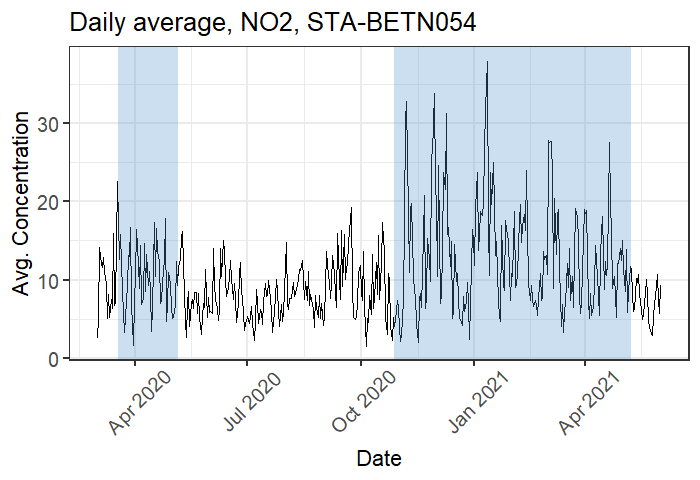 Daily average, NO2, STA-BETN054
Avg. Concentration
30
20
10
0
Apr 2020
Jul 2020
Oct 2020
Jan 2021
Apr 2021
Date